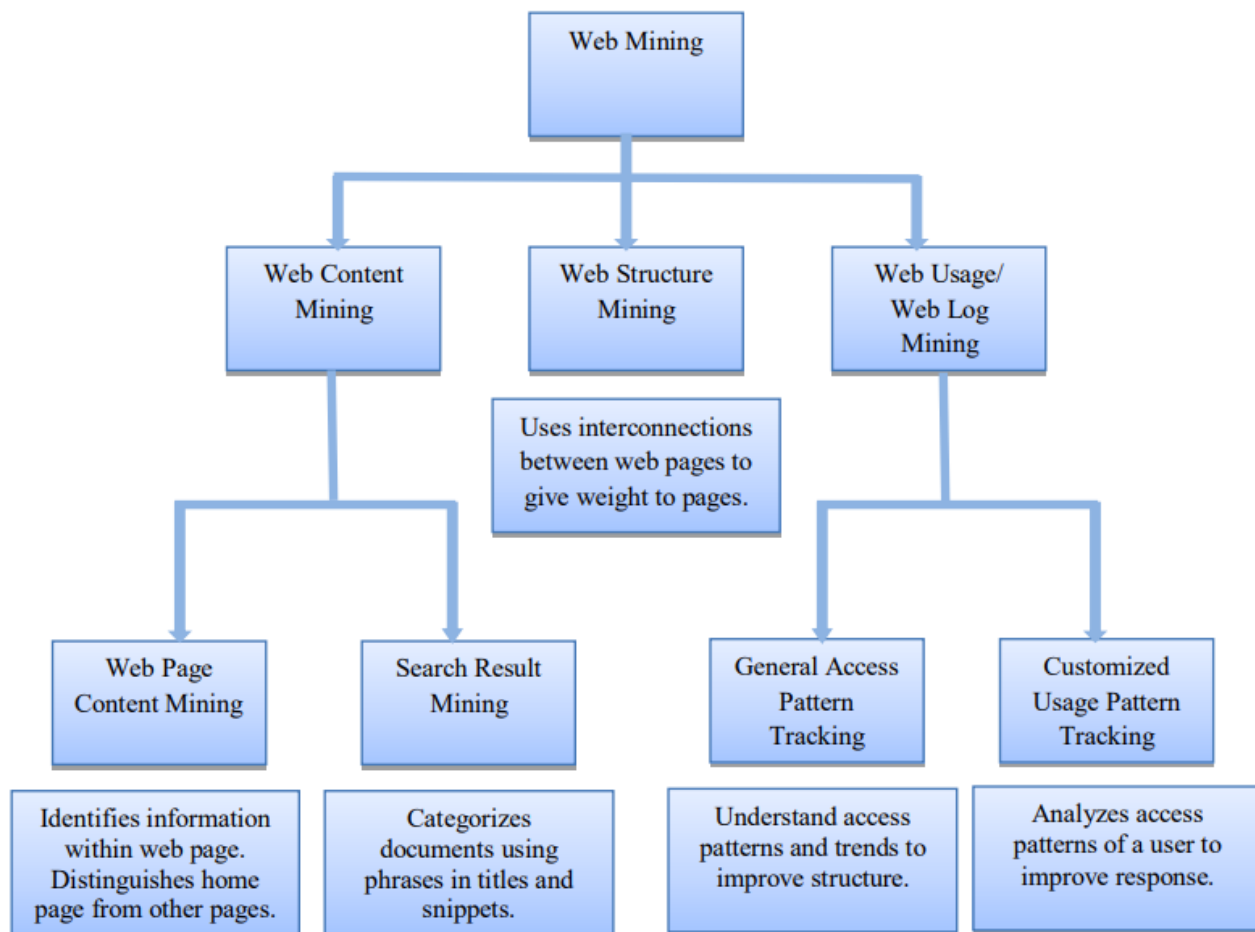 Web Mining
Web Content
Mining
Web Structure
Mining
Web Usage/
Web Log
Mining
Uses interconnections
between web pages to
give weight to pages.
Web Page
Content Mining
Search Result
Mining
General Access
Pattern
Tracking
Customized
Usage Pattern
Tracking
Identifies information
within web page.
Distinguishes home
page from other pages.
Categorizes
documents using
phrases in titles and
snippets.
Understand access
patterns and trends to
improve structure.
Analyzes access
patterns of a user to
improve response.